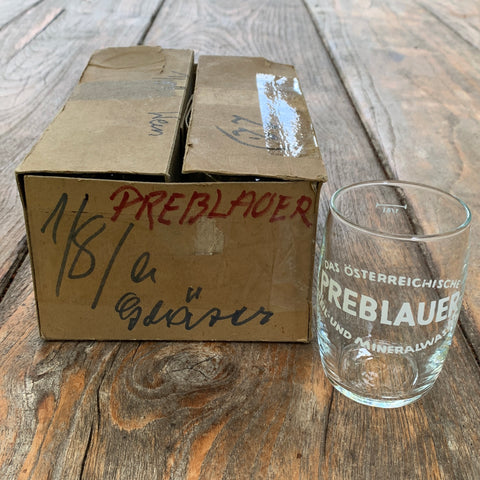 PREBLAUER
1/8/l
Gläser
DAS ÖSTERREICHISCHE
PREBLAUER
UND MINERALWA